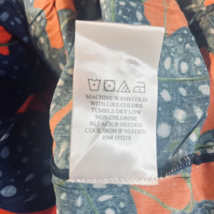 MACHINE WASH COLD
WITH LIKE COLORS
TUMBLE DRY LOW
NON CHLORINE
BLEACH IF NEEDED
COOL IRON IF NEEDED